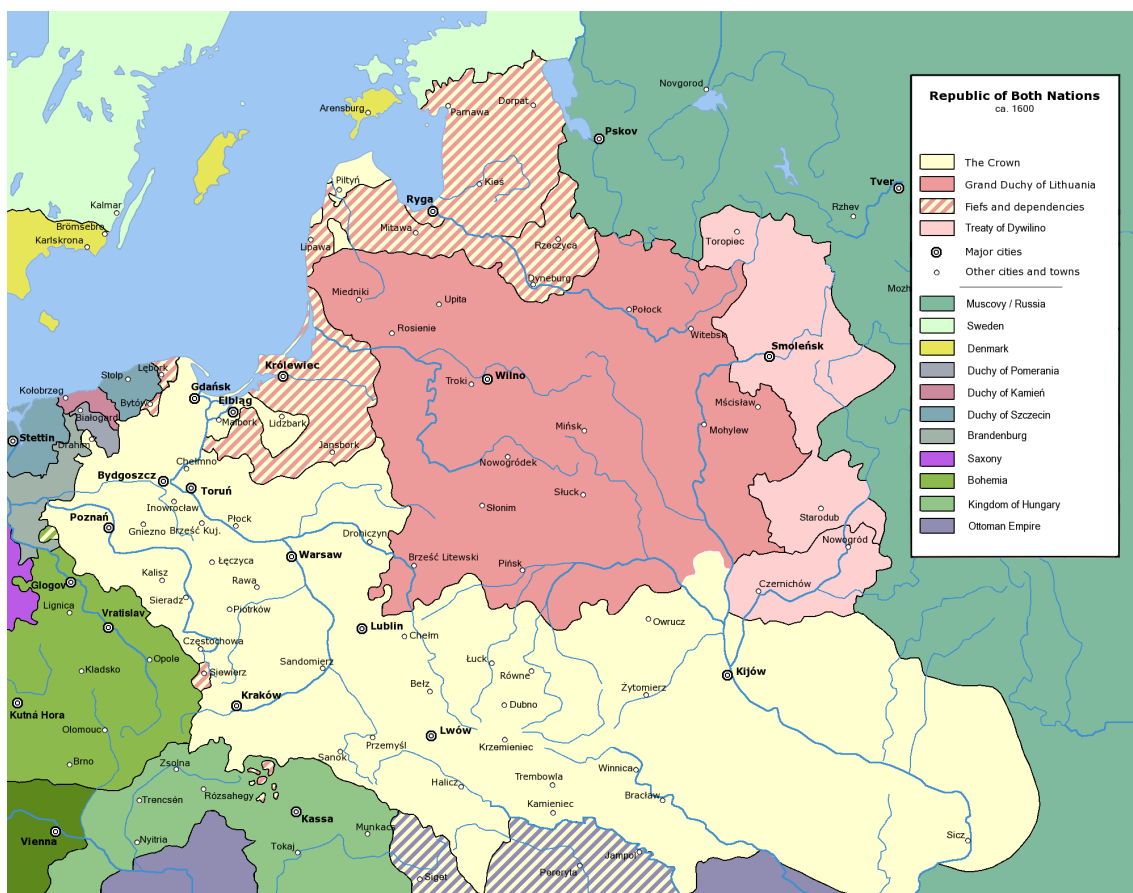 Republic of Both Nations
ca. 1600
The Crown
Grand Duchy of Lithuania
Fiefs and dependencies
Treaty of Dywilino
Major cities
Other cities and towns
Muscovy / Russia
Sweden
Denmark
Duchy of Pomerania
Duchy of Kamień
Duchy of Szczecin
Brandenburg
Saxony
Bohemia
Kingdom of Hungary
Ottoman Empire
Novgorod
Arensburg
Dorpat
Parnawa
Pskov
Piltyń
Kieś
Tver
Ryga
Rzhev
Kalmar
Bromsebro
Karlskrona
Mitawa
Toropiec
Lipawa
Rzeczyca
Dyneburg
Mozh
Miedniki
Upita
Połock
Rosienie
Witebsk
Smoleńsk
Lębork
Stolp
Królewiec
Kołobrzeg
Gdańsk
Troki
Wilno
Bytów
Elbląg
Białogard
Malbork
Lidzbark
Mścisław
Stettin
Drahim
Mińsk
Mohylew
Jansbork
Chełmno
Nowogródek
Bydgoszcz
Toruń
Inowrocław
Słuck
Słonim
Starodub
Poznań
Gniezno
Brześć Kuj.
Płock
Drohiczyn
Nowogród
Warsaw
Łęczyca
Brześć Litewski
Pińsk
Glogov
Kalisz
Rawa
Czernichów
Lignica
Sieradz
Piotrków
Vratislav
Lublin
Owrucz
Chełm
Częstochowa
Opole
Sandomierz
Łuck
Kladsko
Siewierz
Równe
Kijów
Bełz
Żytomierz
Kutná Hora
Kraków
Dubno
Olomouc
Lwów
Przemyśl
Krzemieniec
Sanok
Brno
Zsolna
Winnica
Trembowla
Halicz
Rózsahegy
Trencsén
Bracław
Kamieniec
Kassa
Munkacs
Vienna
Nyitria
Sicz
Tokaj
Jampol
Pereryta
Siget